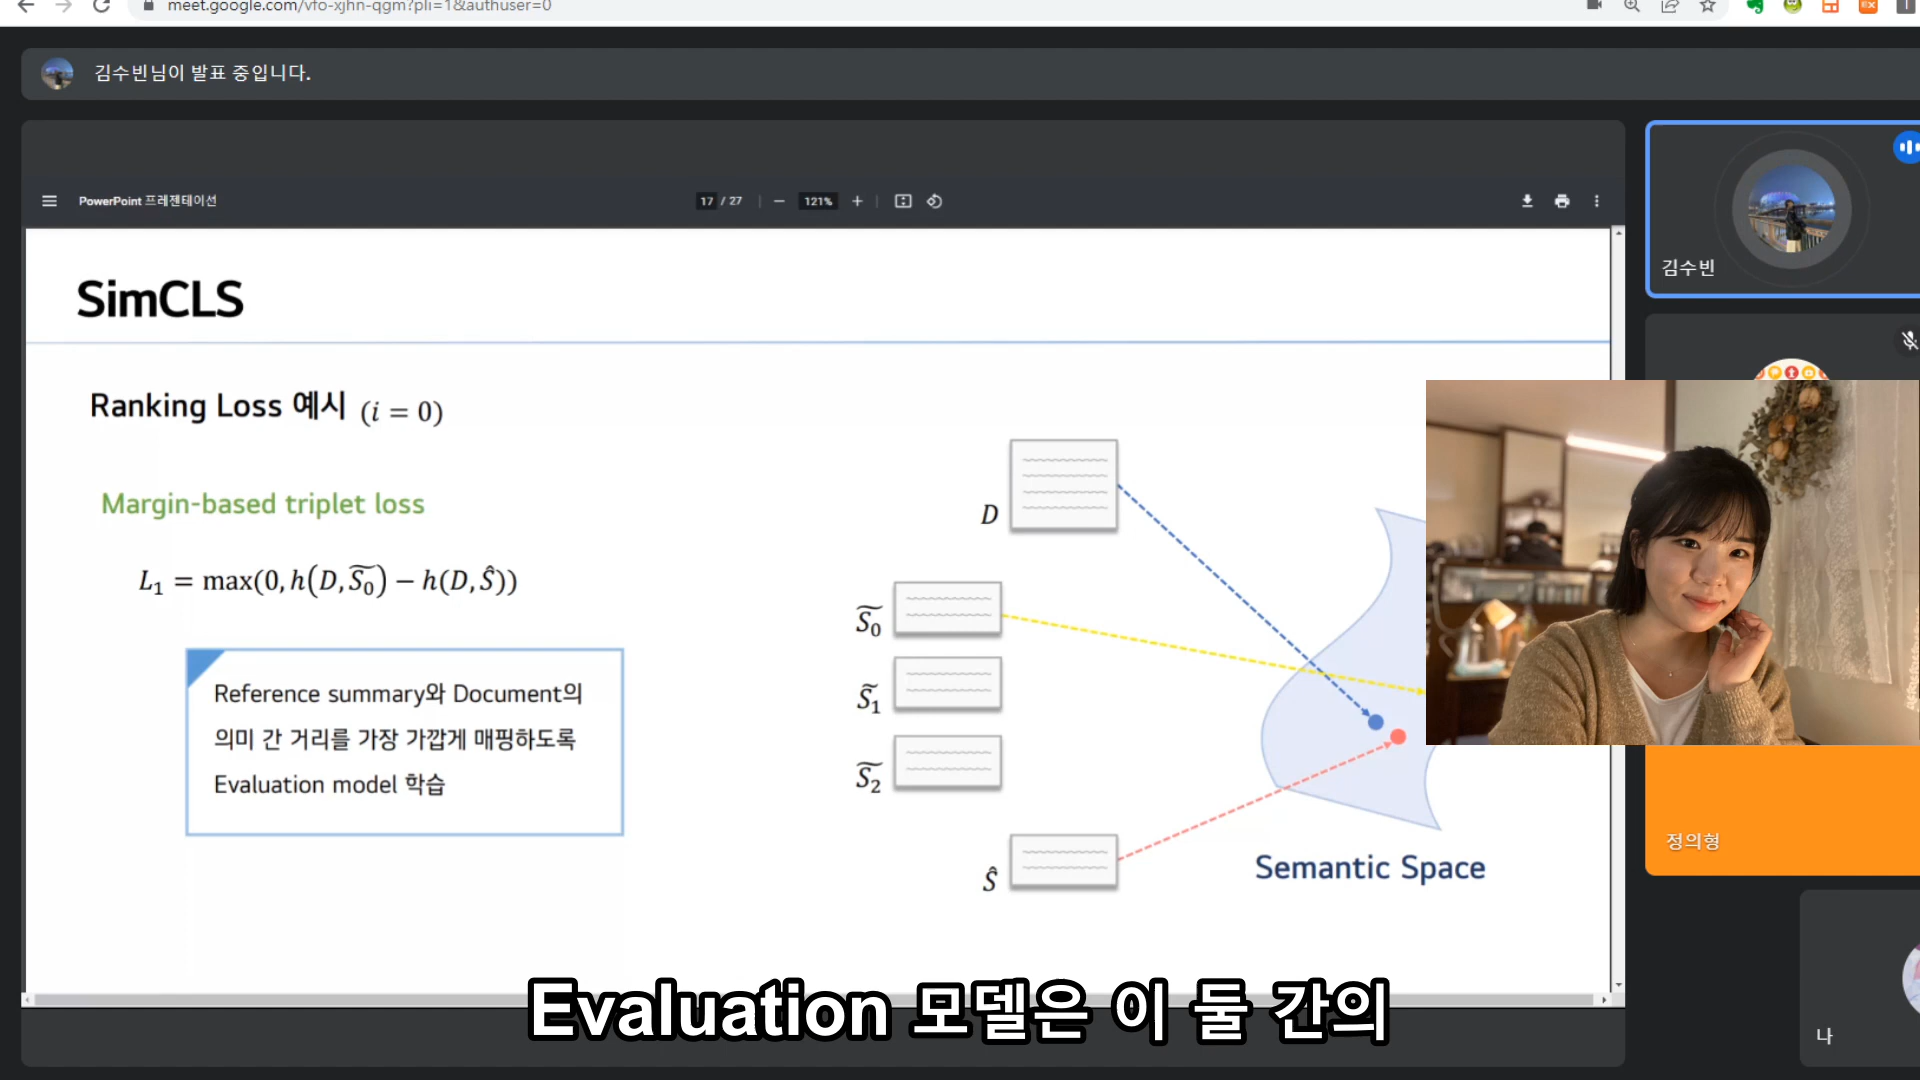 meet.google.com/vfo-xjhn-qgm?pli=1&authuser=0
김수빈님이 발표 중입니다.
PowerPoint 프레젠테이션
17 / 27
121%
김수빈
SimCLS
Ranking Loss 예시 (i = 0)
Margin-based triplet loss
L₁ = max(0, h(D, S̃₀) − h(D, Ŝ))
Reference summary와 Document의
의미 간 거리를 가장 가깝게 매핑하도록
Evaluation model 학습
D
S̃₀
S̃₁
S̃₂
Ŝ
Semantic Space
정의형
나
Evaluation 모델은 이 둘 간의